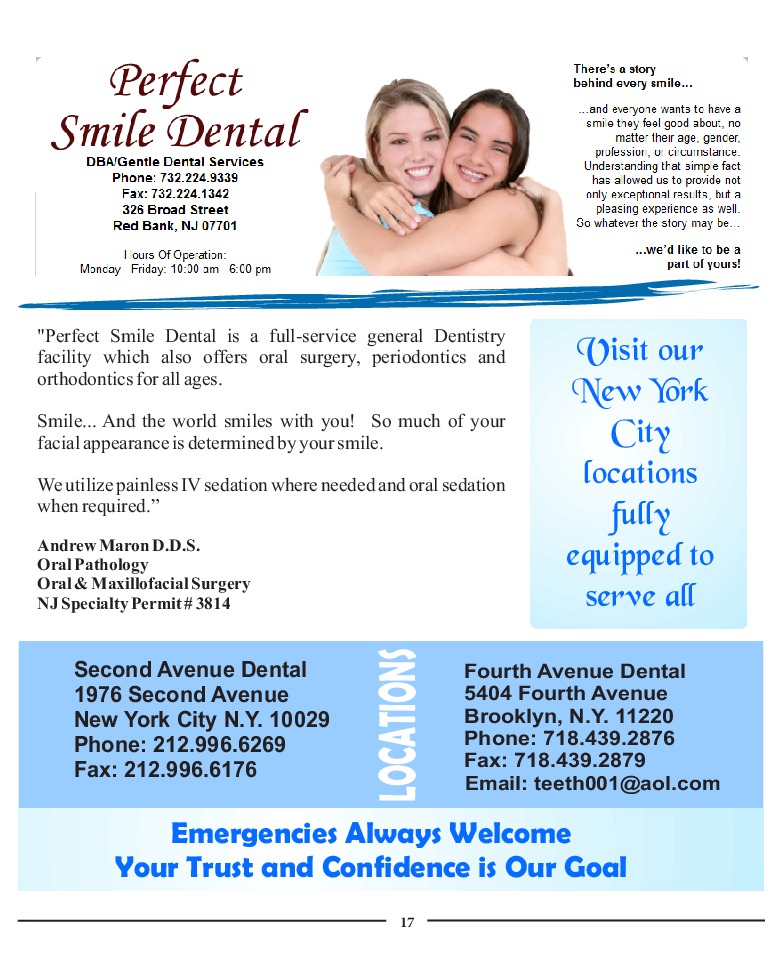 Perfect
Smile Dental
DBA/Gentle Dental Services
Phone: 732.224.9339
Fax: 732.224.1342
326 Broad Street
Red Bank, NJ 07701
Hours Of Operation:
Monday Friday: 10:00 am 6:00 pm
There's a story
behind every smile...
...and everyone wants to have a
smile they feel good about, no
matter their age, gender,
profession, or circumstance.
Understanding that simple fact
has allowed us to provide not
only exceptional results, but a
pleasing experience as well.
So whatever the story may be...
...we'd like to be a
part of yours!
"Perfect Smile Dental is a full-service general Dentistry
facility which also offers oral surgery, periodontics and
orthodontics for all ages.
Smile... And the world smiles with you! So much of your
facial appearance is determined by your smile.
We utilize painless IV sedation where needed and oral sedation
when required.”
Andrew Maron D.D.S.
Oral Pathology
Oral & Maxillofacial Surgery
NJ Specialty Permit # 3814
Visit our
New York
City
locations
fully
equipped to
serve all
Second Avenue Dental
1976 Second Avenue
New York City N.Y. 10029
Phone: 212.996.6269
Fax: 212.996.6176
LOCATIONS
Fourth Avenue Dental
5404 Fourth Avenue
Brooklyn, N.Y. 11220
Phone: 718.439.2876
Fax: 718.439.2879
Email: teeth001@aol.com
Emergencies Always Welcome
Your Trust and Confidence is Our Goal
17